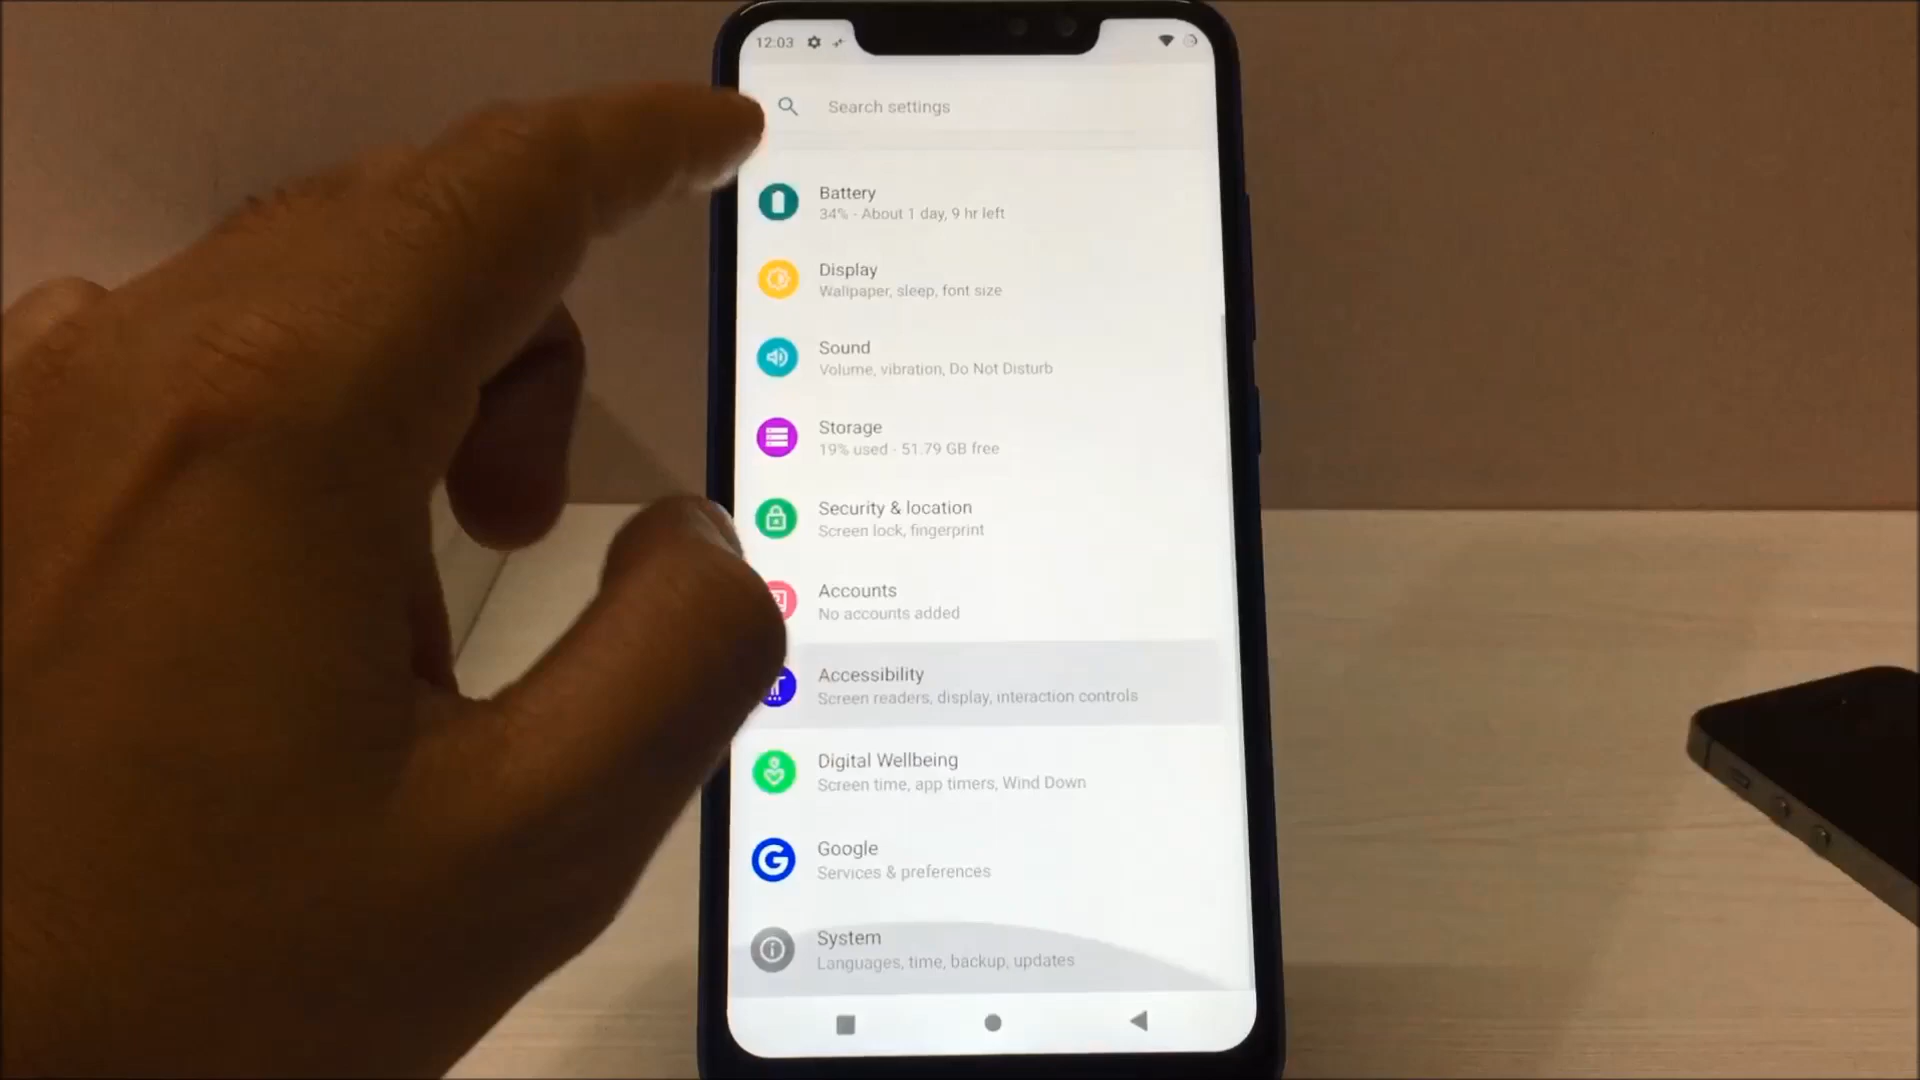 12:03
Search settings
Battery
34% - About 1 day, 9 hr left
Display
Wallpaper, sleep, font size
Sound
Volume, vibration, Do Not Disturb
Storage
19% used - 51.79 GB free
Security & location
Screen lock, fingerprint
Accounts
No accounts added
Accessibility
Screen readers, display, interaction controls
Digital Wellbeing
Screen time, app timers, Wind Down
G
Google
Services & preferences
System
Languages, time, backup, updates